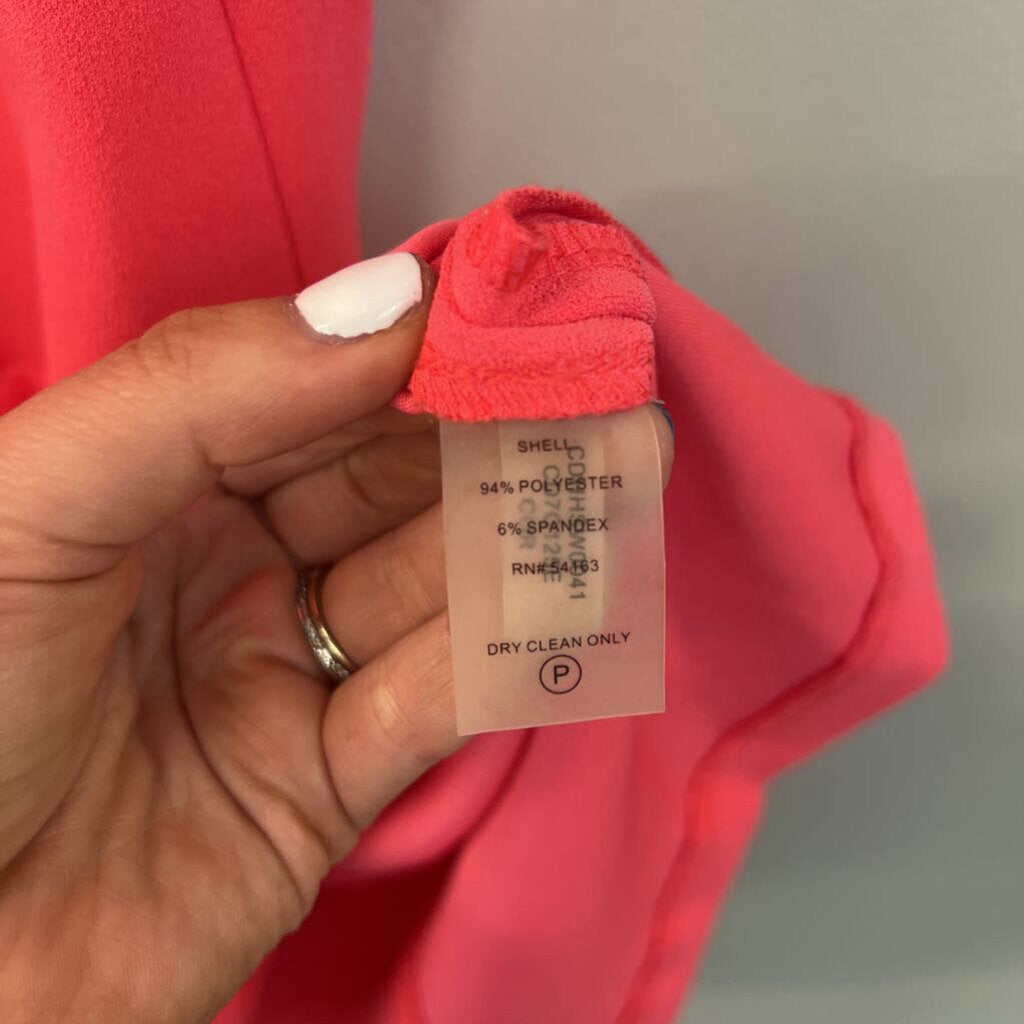 SHELL
94% POLYESTER
6% SPANDEX
RN# 54163
DRY CLEAN ONLY
P